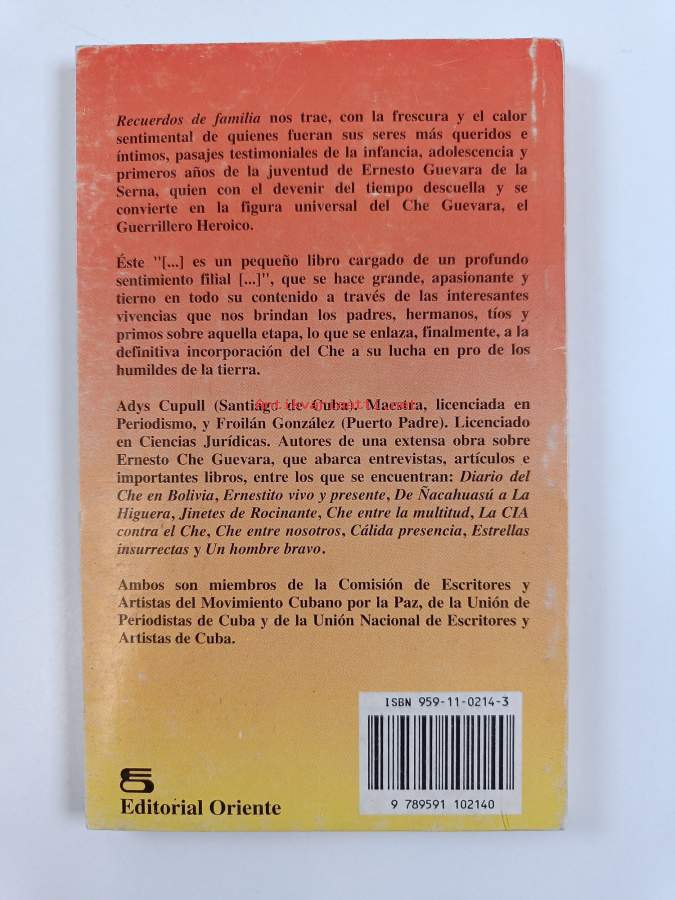 Recuerdos de familia nos trae, con la frescura y el calor
sentimental de quienes fueran sus seres más queridos e
íntimos, pasajes testimoniales de la infancia, adolescencia y
primeros años de la juventud de Ernesto Guevara de la
Serna, quien con el devenir del tiempo descuella y se
convierte en la figura universal del Che Guevara, el
Guerrillero Heroico.
Éste "[...] es un pequeño libro cargado de un profundo
sentimiento filial [...]", que se hace grande, apasionante y
tierno en todo su contenido a través de las interesantes
vivencias que nos brindan los padres, hermanos, tíos y
primos sobre aquella etapa, lo que se enlaza, finalmente, a la
definitiva incorporación del Che a su lucha en pro de los
humildes de la tierra.
Adys Cupull (Santiago de Cuba). Maestra, licenciada en
Periodismo, y Froilán González (Puerto Padre). Licenciado
en Ciencias Jurídicas. Autores de una extensa obra sobre
Ernesto Che Guevara, que abarca entrevistas, artículos e
importantes libros, entre los que se encuentran: Diario del
Che en Bolivia, Ernestito vivo y presente, De Ñacahuasú a La
Higuera, Jinetes de Rocinante, Che entre la multitud, La CIA
contra el Che, Che entre nosotros, Cálida presencia, Estrellas
insurrectas y Un hombre bravo.
Ambos son miembros de la Comisión de Escritores y
Artistas del Movimiento Cubano por la Paz, de la Unión de
Periodistas de Cuba y de la Unión Nacional de Escritores y
Artistas de Cuba.
ISBN 959-11-0214-3
9 789591 102140
Editorial Oriente